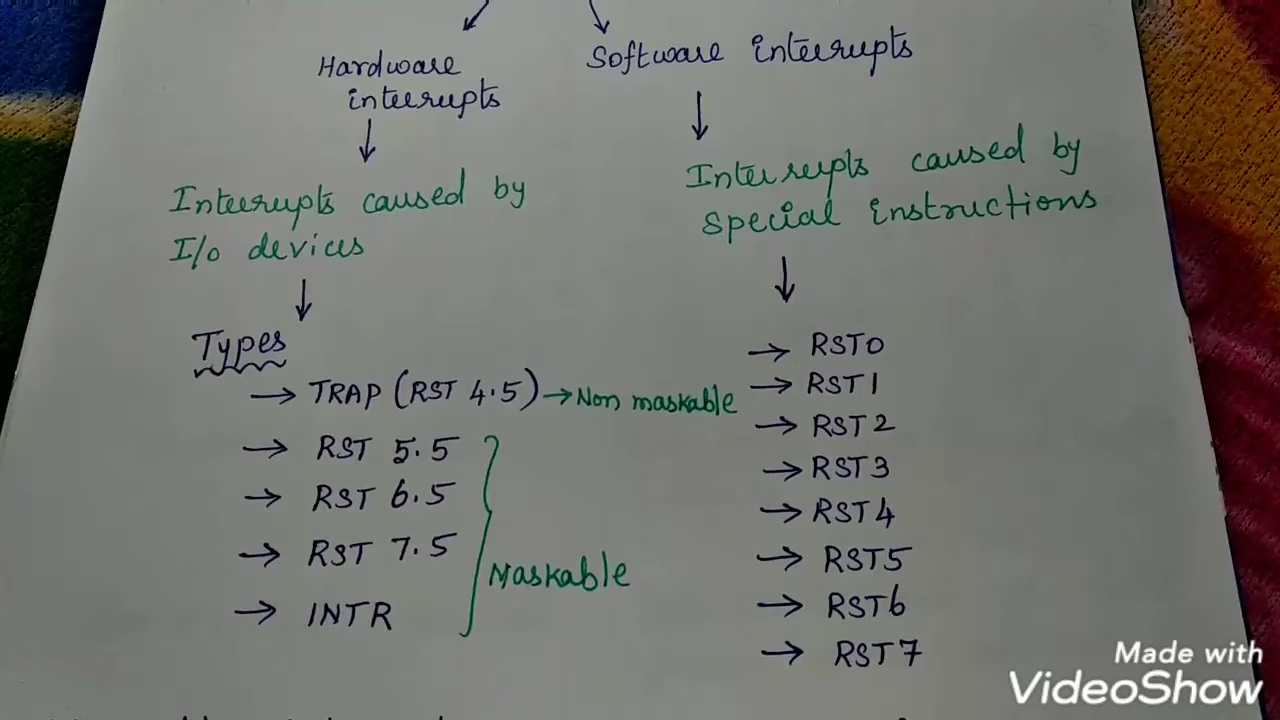 Hardware
interrupts
Software interrupts
Interrupts caused by
I/o devices
Interrupts caused by
special instructions
Types
→ TRAP (RST 4.5) → Non maskable
→ RST 5.5
→ RST 6.5
→ RST 7.5
→ INTR
Maskable
→ RST0
→ RST1
→ RST2
→ RST3
→ RST4
→ RST5
→ RST6
→ RST7
Made with
VideoShow